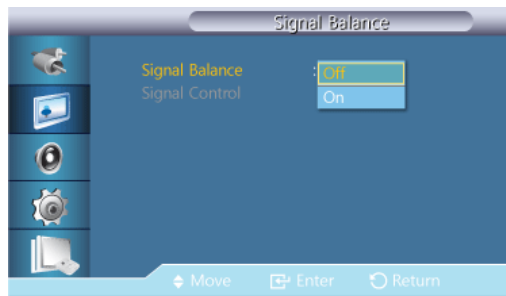 Signal Balance
Signal Balance : Off
Signal Control On
Move Enter Return